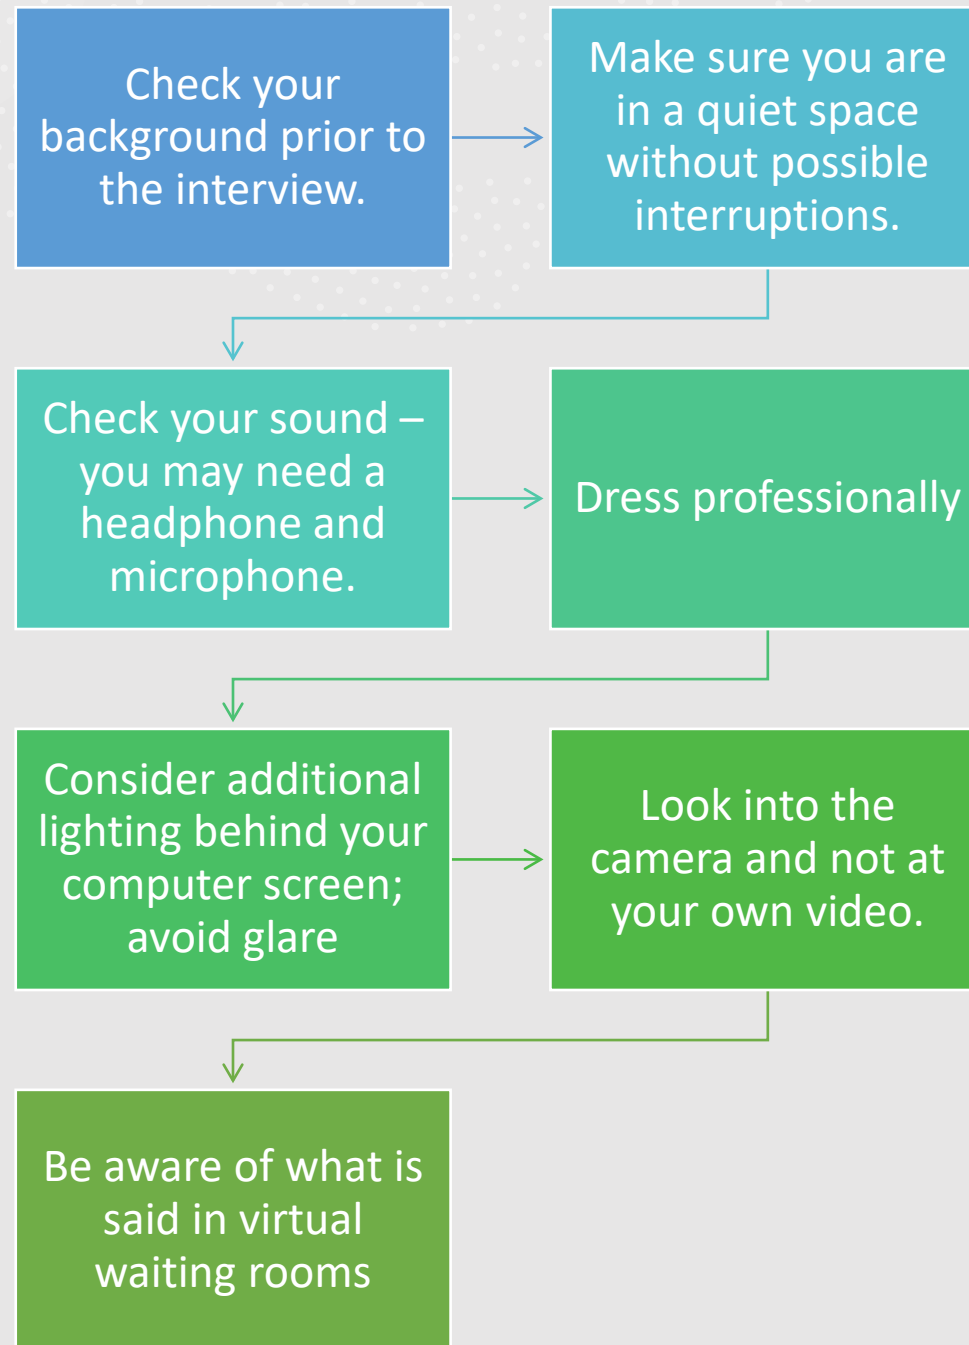 Check your
background prior to
the interview.
Make sure you are
in a quiet space
without possible
interruptions.
Check your sound –
you may need a
headphone and
microphone.
Dress professionally
Consider additional
lighting behind your
computer screen;
avoid glare
Look into the
camera and not at
your own video.
Be aware of what is
said in virtual
waiting rooms